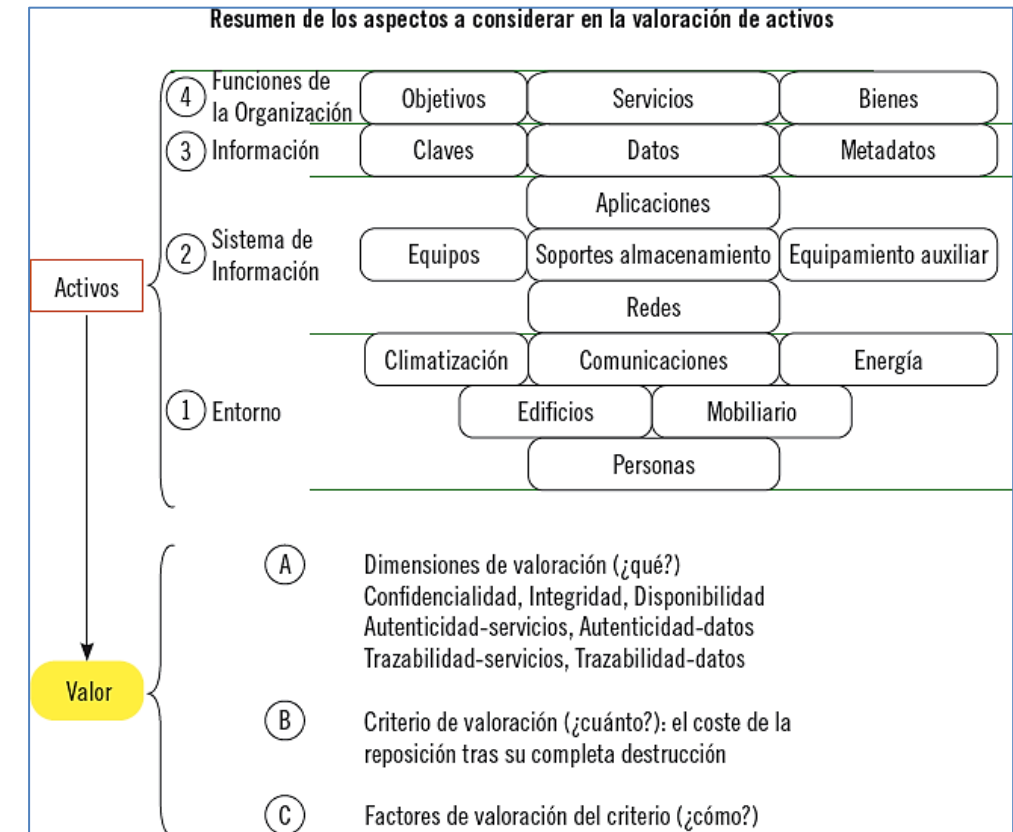 Resumen de los aspectos a considerar en la valoración de activos
4 Funciones de
la Organización
Objetivos Servicios Bienes
3 Información Claves Datos Metadatos
Aplicaciones
2 Sistema de
Información
Equipos Soportes almacenamiento Equipamiento auxiliar
Redes
Activos
Climatización Comunicaciones Energía
1 Entorno Edificios Mobiliario
Personas
Valor
A Dimensiones de valoración (¿qué?)
Confidencialidad, Integridad, Disponibilidad
Autenticidad-servicios, Autenticidad-datos
Trazabilidad-servicios, Trazabilidad-datos
B Criterio de valoración (¿cuánto?): el coste de la
reposición tras su completa destrucción
C Factores de valoración del criterio (¿cómo?)